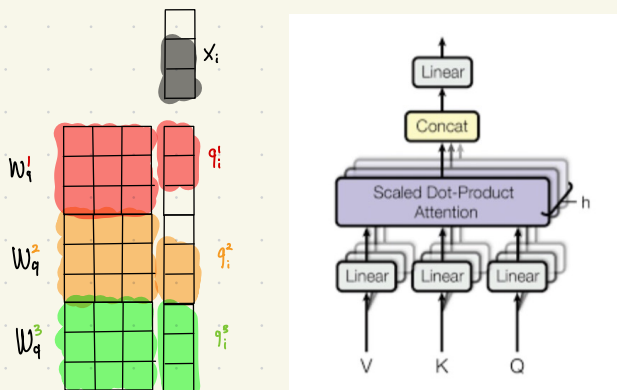 xᵢ
W¹q
q¹ᵢ
W²q
q²ᵢ
W³q
q³ᵢ
Linear
Concat
Scaled Dot-Product
Attention
h
Linear Linear Linear
V K Q